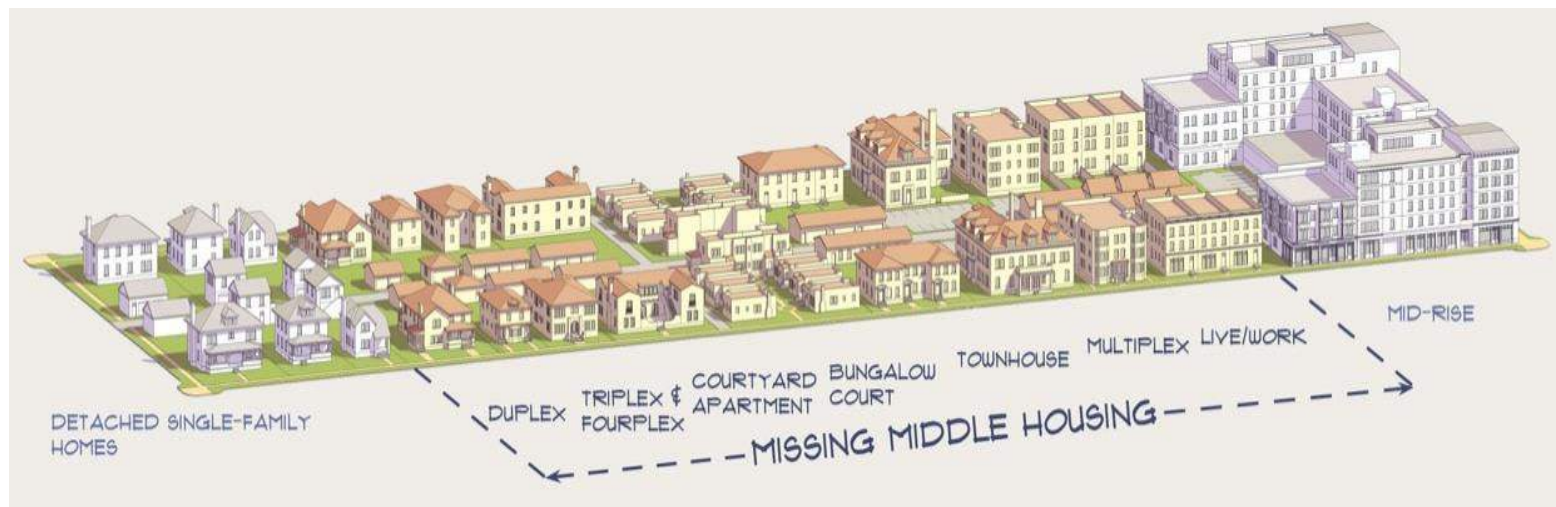 DETACHED SINGLE-FAMILY
HOMES
DUPLEX
TRIPLEX &
FOURPLEX
COURTYARD
APARTMENT
BUNGALOW
COURT
TOWNHOUSE
MULTIPLEX
LIVE/WORK
MID-RISE
MISSING MIDDLE HOUSING